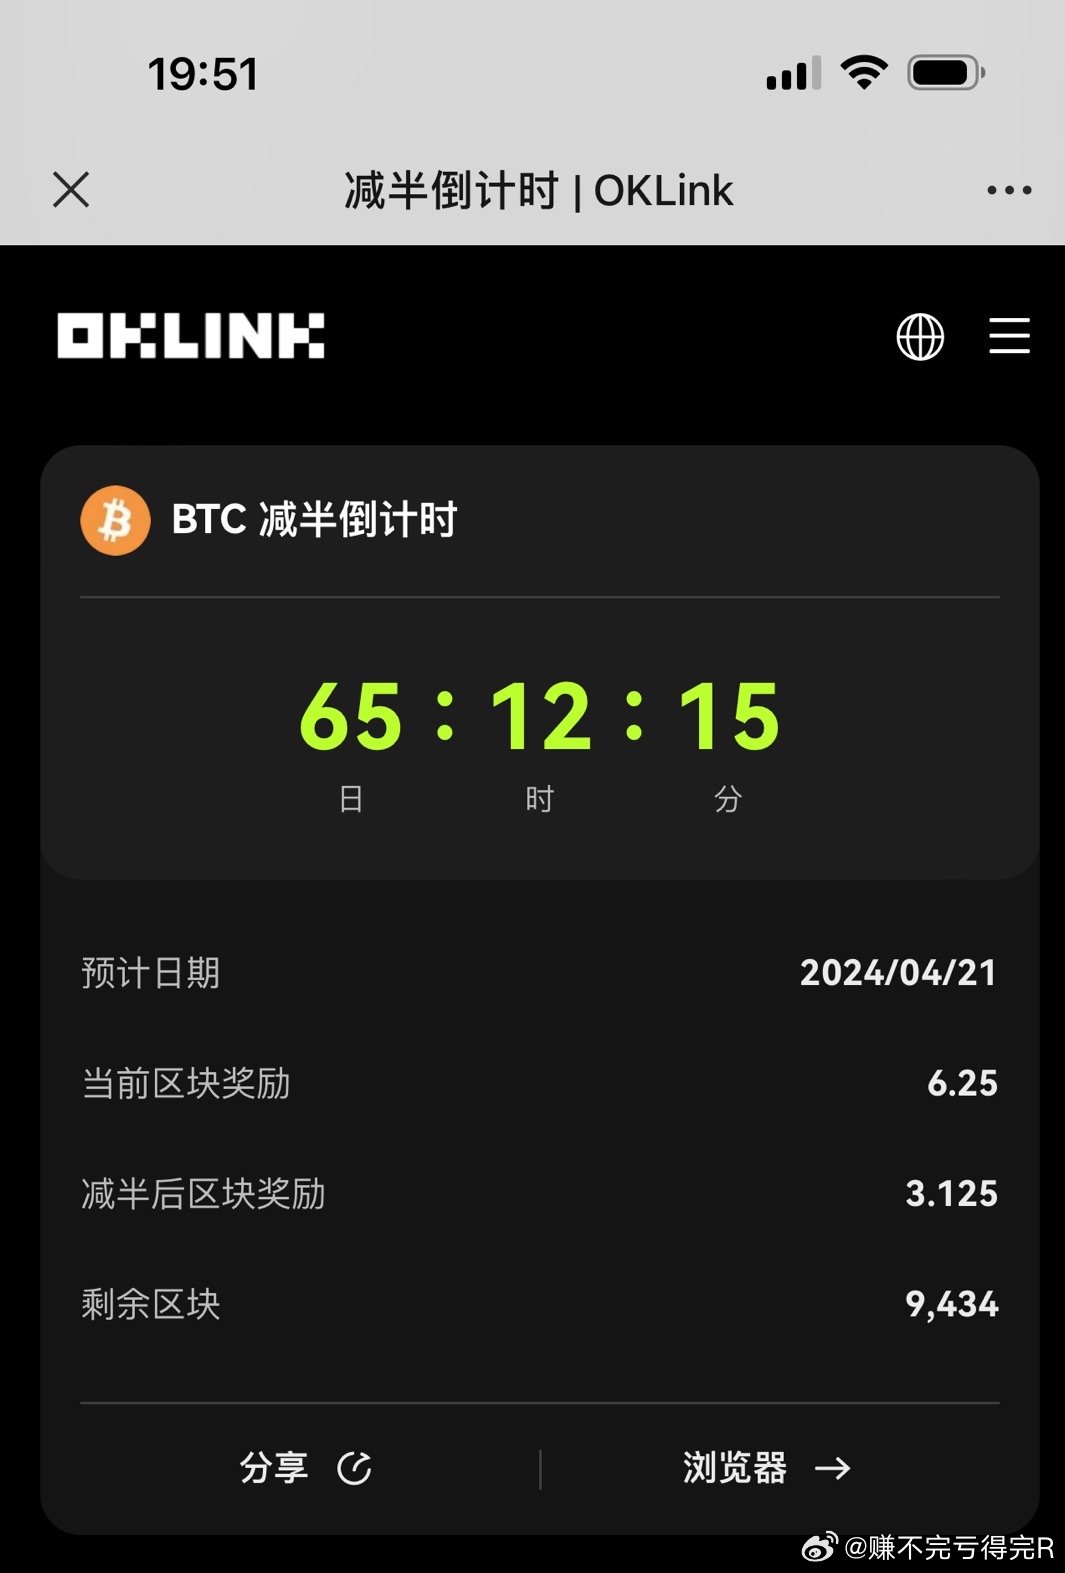 19:51
减半倒计时 | OKLink
OKLINK
BTC 减半倒计时
65 : 12 : 15
日 时 分
预计日期 2024/04/21
当前区块奖励 6.25
减半后区块奖励 3.125
剩余区块 9,434
分享 浏览器 →
@赚不完亏得完R